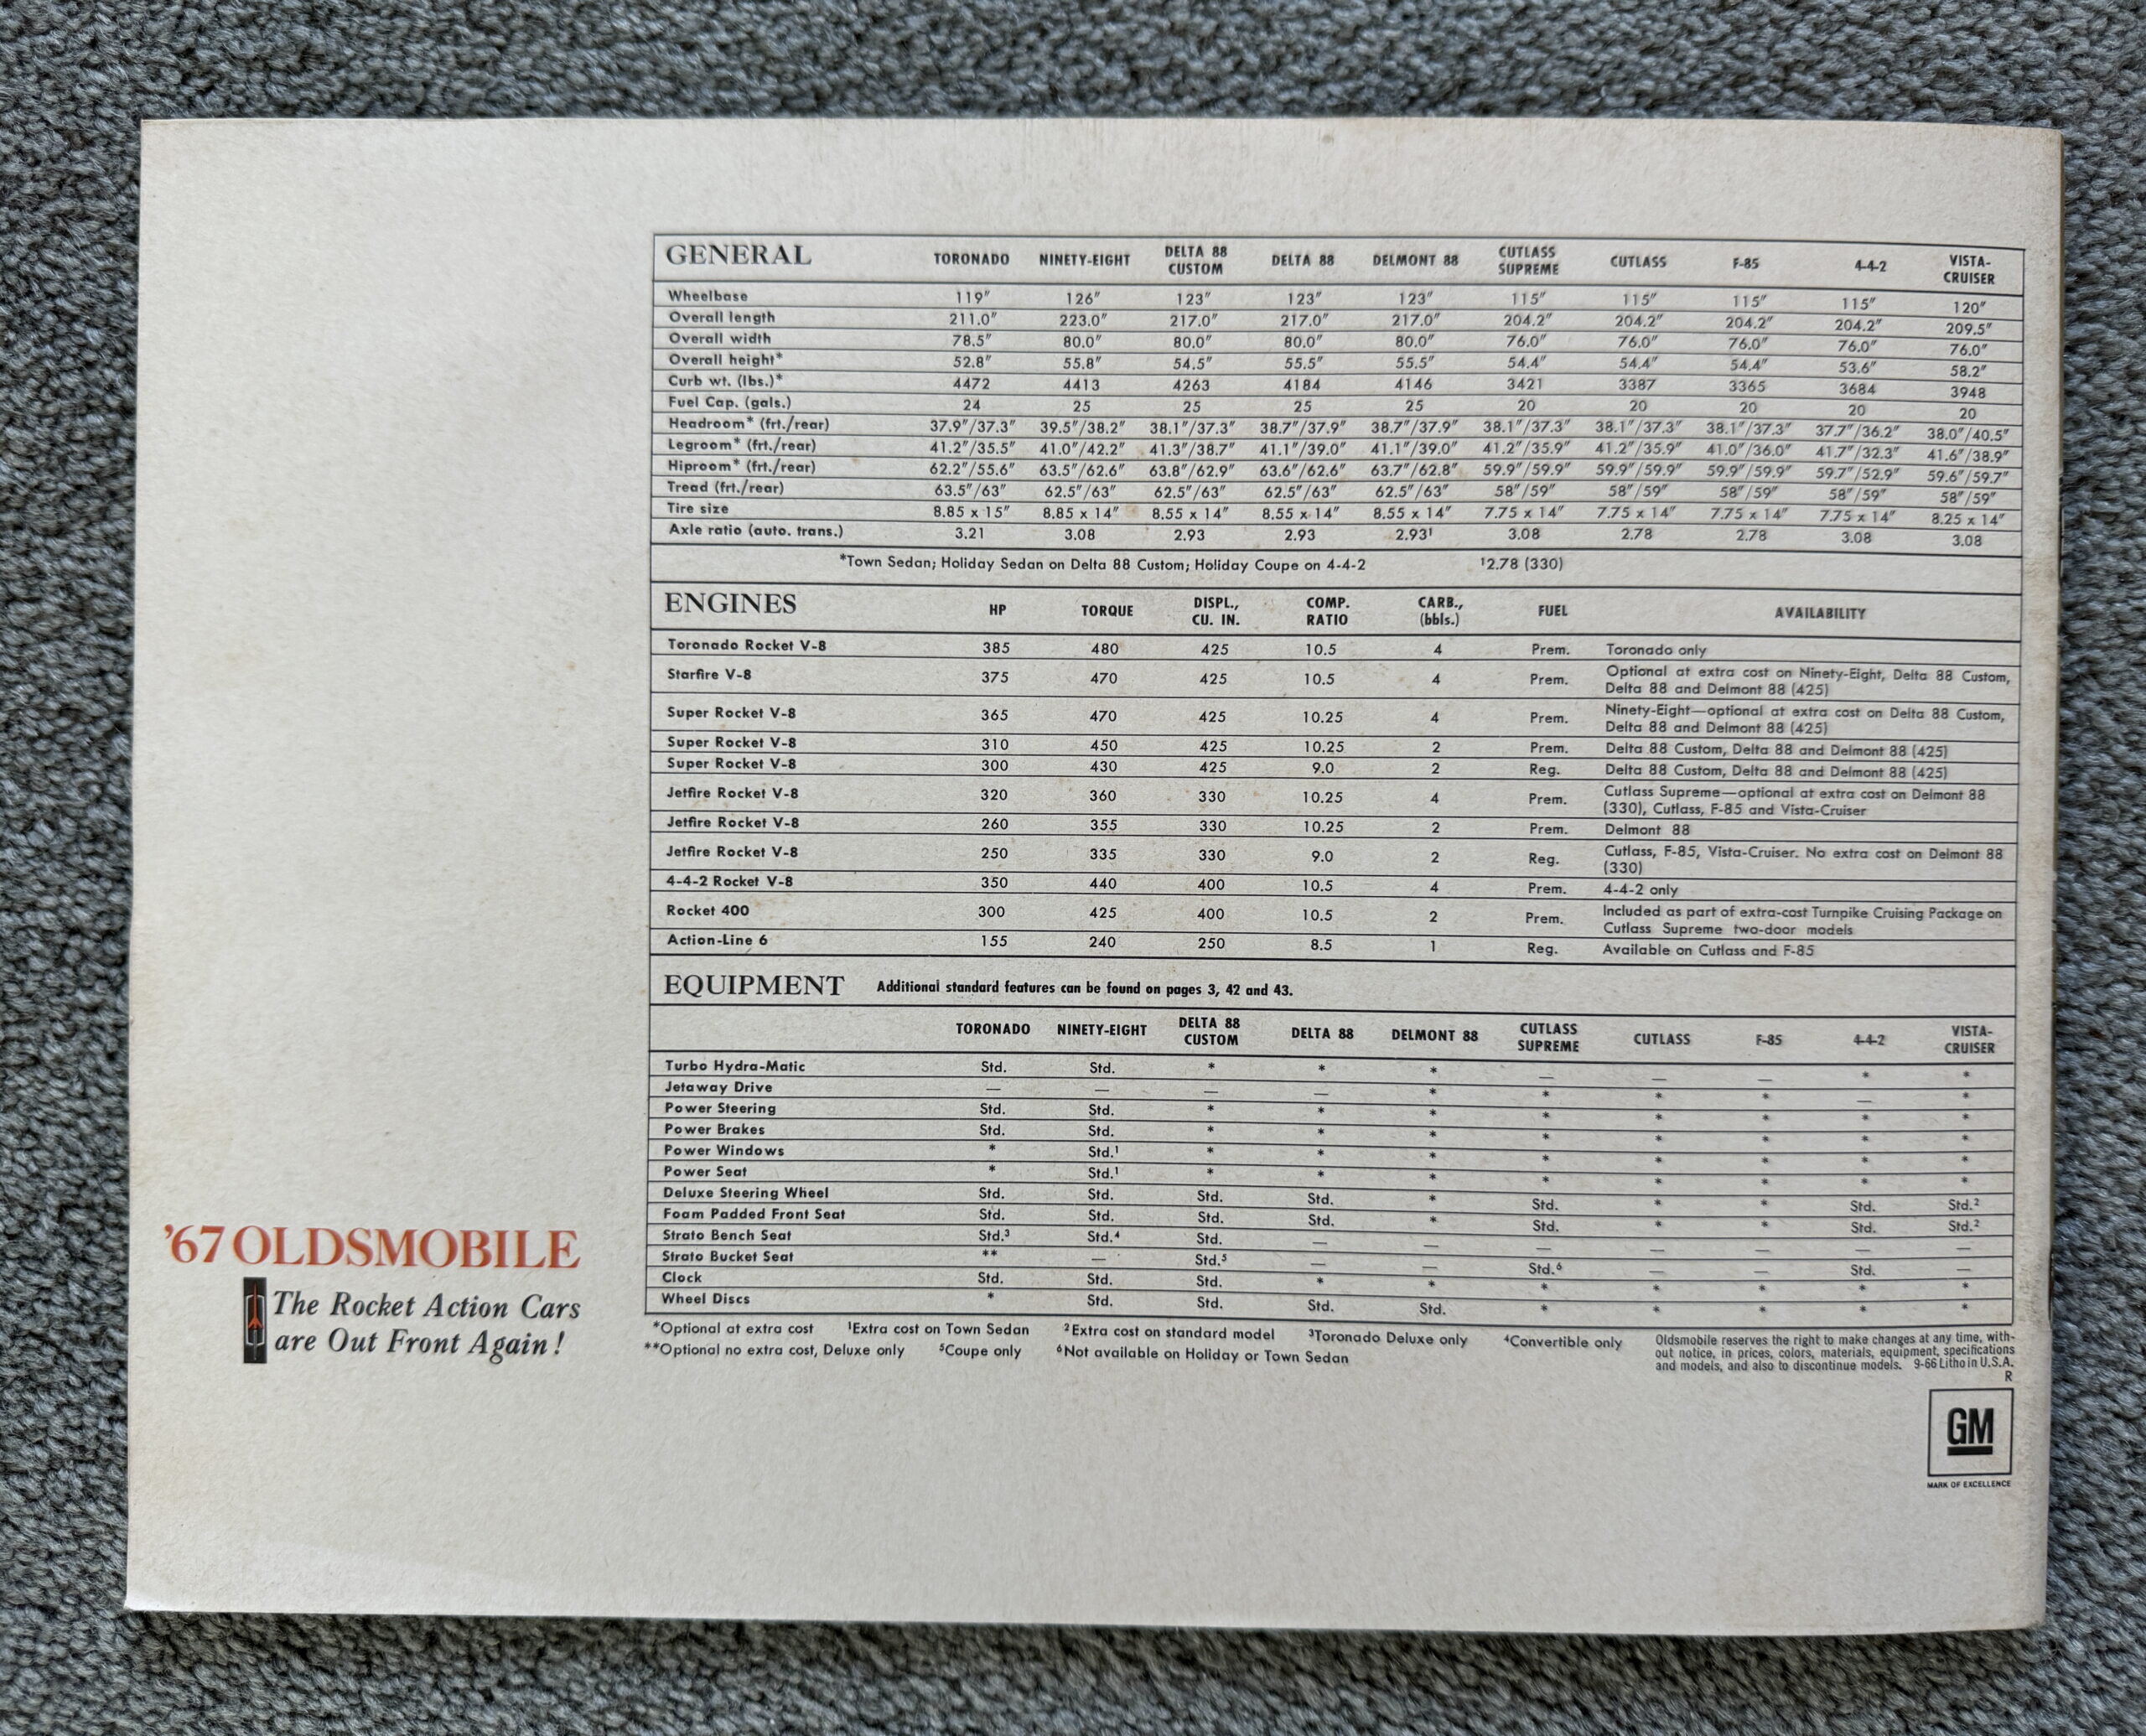 GENERAL TORONADO NINETY-EIGHT DELTA 88 CUSTOM DELTA 88 DELMONT 88 CUTLASS SUPREME CUTLASS F-85 4-4-2 VISTA-CRUISER
Wheelbase 119″ 126″ 123″ 123″ 123″ 115″ 115″ 115″ 115″ 120″
Overall length 211.0″ 223.0″ 217.0″ 217.0″ 217.0″ 204.2″ 204.2″ 204.2″ 204.2″ 209.5″
Overall width 78.5″ 80.0″ 80.0″ 80.0″ 80.0″ 76.0″ 76.0″ 76.0″ 76.0″ 76.0″
Overall height* 52.8″ 55.8″ 54.5″ 55.5″ 55.5″ 54.4″ 54.4″ 54.4″ 53.6″ 58.2″
Curb wt. (lbs.)* 4472 4413 4263 4184 4146 3421 3387 3365 3684 3948
Fuel Cap. (gals.) 24 25 25 25 25 20 20 20 20 20
Headroom* (frt./rear) 37.9″/37.3″ 39.5″/38.2″ 38.1″/37.3″ 38.7″/37.9″ 38.7″/37.9″ 38.1″/37.3″ 38.1″/37.3″ 38.1″/37.3″ 37.7″/36.2″ 38.0″/40.5″
Legroom* (frt./rear) 41.2″/35.5″ 41.0″/42.2″ 41.3″/38.7″ 41.1″/39.0″ 41.1″/39.0″ 41.2″/35.9″ 41.2″/35.9″ 41.0″/36.0″ 41.7″/32.3″ 41.6″/38.9″
Hiproom* (frt./rear) 62.2″/55.6″ 63.5″/62.6″ 63.8″/62.9″ 63.6″/62.6″ 63.7″/62.8″ 59.9″/59.9″ 59.9″/59.9″ 59.9″/59.9″ 59.7″/52.9″ 59.6″/59.7″
Tread (frt./rear) 63.5″/63″ 62.5″/63″ 62.5″/63″ 62.5″/63″ 62.5″/63″ 58″/59″ 58″/59″ 58″/59″ 58″/59″ 58″/59″
Tire size 8.85 x 15″ 8.85 x 14″ 8.55 x 14″ 8.55 x 14″ 8.55 x 14″ 7.75 x 14″ 7.75 x 14″ 7.75 x 14″ 7.75 x 14″ 8.25 x 14″
Axle ratio (auto. trans.) 3.21 3.08 2.93 2.93 2.93¹ 3.08 2.78 2.78 3.08 3.08
*Town Sedan; Holiday Sedan on Delta 88 Custom; Holiday Coupe on 4-4-2 ¹2.78 (330)
ENGINES HP TORQUE DISPL., CU. IN. COMP. RATIO CARB., (bbls.) FUEL AVAILABILITY
Toronado Rocket V-8 385 480 425 10.5 4 Prem. Toronado only
Starfire V-8 375 470 425 10.5 4 Prem. Optional at extra cost on Ninety-Eight, Delta 88 Custom,
Delta 88 and Delmont 88 (425)
Super Rocket V-8 365 470 425 10.25 4 Prem. Ninety-Eight—optional at extra cost on Delta 88 Custom,
Delta 88 and Delmont 88 (425)
Super Rocket V-8 310 450 425 10.25 2 Prem. Delta 88 Custom, Delta 88 and Delmont 88 (425)
Super Rocket V-8 300 430 425 9.0 2 Reg. Delta 88 Custom, Delta 88 and Delmont 88 (425)
Jetfire Rocket V-8 320 360 330 10.25 4 Prem. Cutlass Supreme—optional at extra cost on Delmont 88
(330), Cutlass, F-85 and Vista-Cruiser
Jetfire Rocket V-8 260 355 330 10.25 2 Prem. Delmont 88
Jetfire Rocket V-8 250 335 330 9.0 2 Reg. Cutlass, F-85, Vista-Cruiser. No extra cost on Delmont 88
(330)
4-4-2 Rocket V-8 350 440 400 10.5 4 Prem. 4-4-2 only
Rocket 400 300 425 400 10.5 2 Prem. Included as part of extra-cost Turnpike Cruising Package on
Cutlass Supreme two-door models
Action-Line 6 155 240 250 8.5 1 Reg. Available on Cutlass and F-85
EQUIPMENT Additional standard features can be found on pages 3, 42 and 43.
TORONADO NINETY-EIGHT DELTA 88 CUSTOM DELTA 88 DELMONT 88 CUTLASS SUPREME CUTLASS F-85 4-4-2 VISTA-CRUISER
Turbo Hydra-Matic Std. Std. * * * — — — * *
Jetaway Drive — — — — * * * * — *
Power Steering Std. Std. * * * * * * * *
Power Brakes Std. Std. * * * * * * * *
Power Windows * Std.¹ * * * * * * * *
Power Seat * Std.¹ * * * * * * * *
Deluxe Steering Wheel Std. Std. Std. Std. * Std. * * Std. Std.²
Foam Padded Front Seat Std. Std. Std. Std. * Std. * * Std. Std.²
Strato Bench Seat Std.³ Std.⁴ Std. — — — — — — —
Strato Bucket Seat ** — Std.⁵ — — Std.⁶ — — Std. —
Clock Std. Std. Std. * * * * * * *
Wheel Discs * Std. Std. Std. Std. * * * * *
*Optional at extra cost ¹Extra cost on Town Sedan ²Extra cost on standard model ³Toronado Deluxe only ⁴Convertible only
**Optional no extra cost, Deluxe only ⁵Coupe only ⁶Not available on Holiday or Town Sedan
Oldsmobile reserves the right to make changes at any time, with-
out notice, in prices, colors, materials, equipment, specifications
and models, and also to discontinue models. 9-66 Litho in U.S.A.
R
'67 OLDSMOBILE
The Rocket Action Cars
are Out Front Again!
GM
MARK OF EXCELLENCE